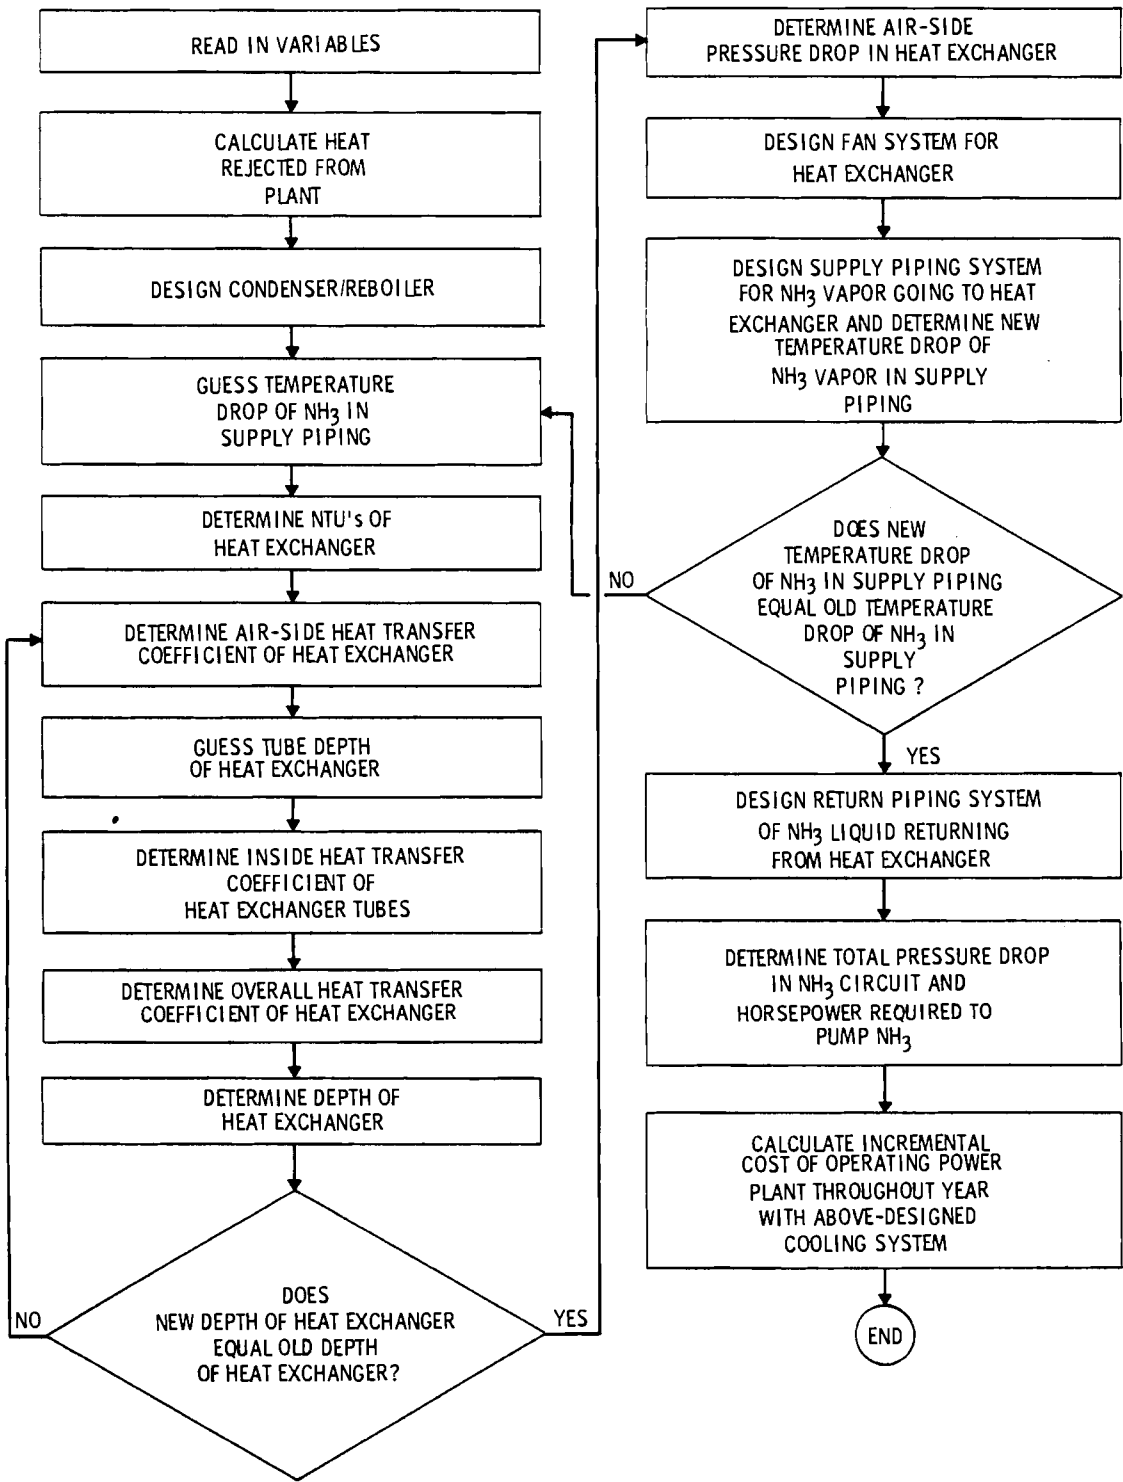 READ IN VARIABLES
CALCULATE HEAT
REJECTED FROM
PLANT
DESIGN CONDENSER/REBOILER
GUESS TEMPERATURE
DROP OF NH3 IN
SUPPLY PIPING
DETERMINE NTU's OF
HEAT EXCHANGER
DETERMINE AIR-SIDE HEAT TRANSFER
COEFFICIENT OF HEAT EXCHANGER
GUESS TUBE DEPTH
OF HEAT EXCHANGER
DETERMINE INSIDE HEAT TRANSFER
COEFFICIENT OF
HEAT EXCHANGER TUBES
DETERMINE OVERALL HEAT TRANSFER
COEFFICIENT OF HEAT EXCHANGER
DETERMINE DEPTH OF
HEAT EXCHANGER
DOES
NEW DEPTH OF HEAT EXCHANGER
EQUAL OLD DEPTH
OF HEAT EXCHANGER?
NO
YES
DETERMINE AIR-SIDE
PRESSURE DROP IN HEAT EXCHANGER
DESIGN FAN SYSTEM FOR
HEAT EXCHANGER
DESIGN SUPPLY PIPING SYSTEM
FOR NH3 VAPOR GOING TO HEAT
EXCHANGER AND DETERMINE NEW
TEMPERATURE DROP OF
NH3 VAPOR IN SUPPLY
PIPING
DOES NEW
TEMPERATURE DROP
OF NH3 IN SUPPLY PIPING
EQUAL OLD TEMPERATURE
DROP OF NH3 IN
SUPPLY
PIPING ?
NO
YES
DESIGN RETURN PIPING SYSTEM
OF NH3 LIQUID RETURNING
FROM HEAT EXCHANGER
DETERMINE TOTAL PRESSURE DROP
IN NH3 CIRCUIT AND
HORSEPOWER REQUIRED TO
PUMP NH3
CALCULATE INCREMENTAL
COST OF OPERATING POWER
PLANT THROUGHOUT YEAR
WITH ABOVE-DESIGNED
COOLING SYSTEM
END